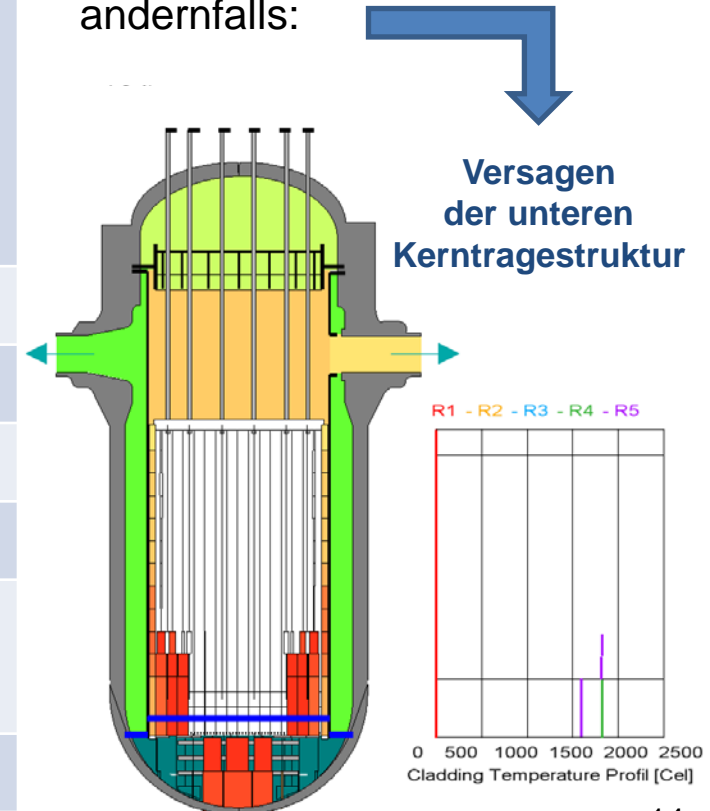 andernfalls:
Versagen
der unteren
Kerntragestruktur
R1 - R2 - R3 - R4 - R5
0 500 1000 1500 2000 2500
Cladding Temperature Profil [Cel]